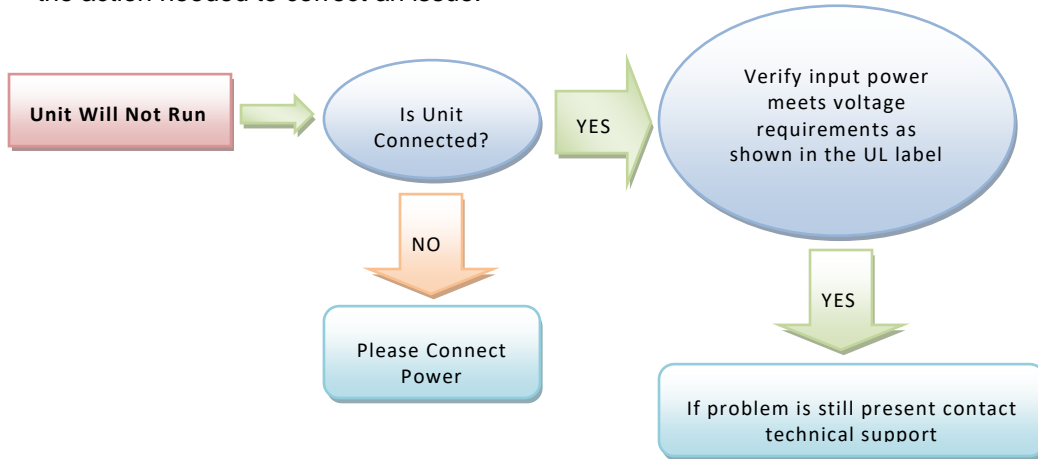 the action needed to correct an issue.
Unit Will Not Run
Is Unit
Connected?
YES
Verify input power
meets voltage
requirements as
shown in the UL label
NO
YES
Please Connect
Power
If problem is still present contact
technical support